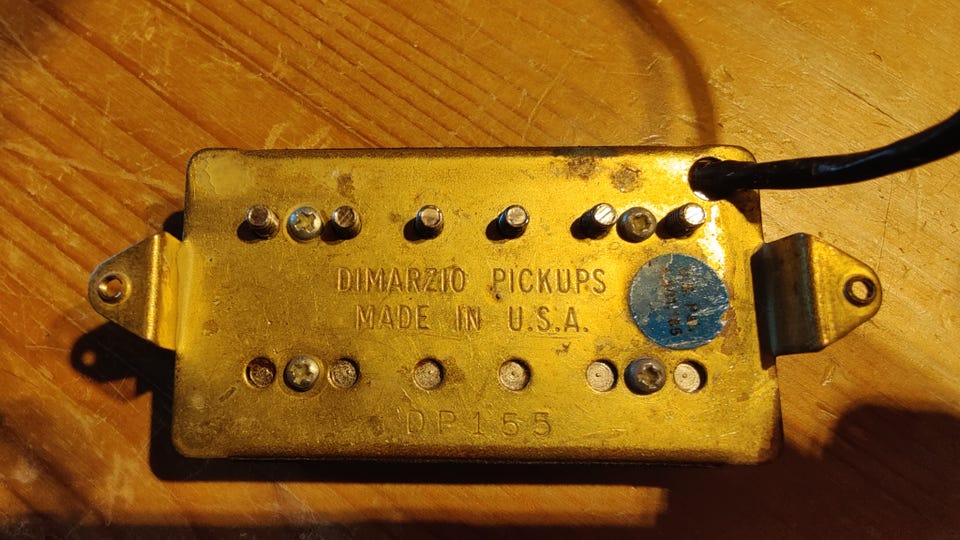 DIMARZIO PICKUPS
MADE IN U.S.A.
DP155